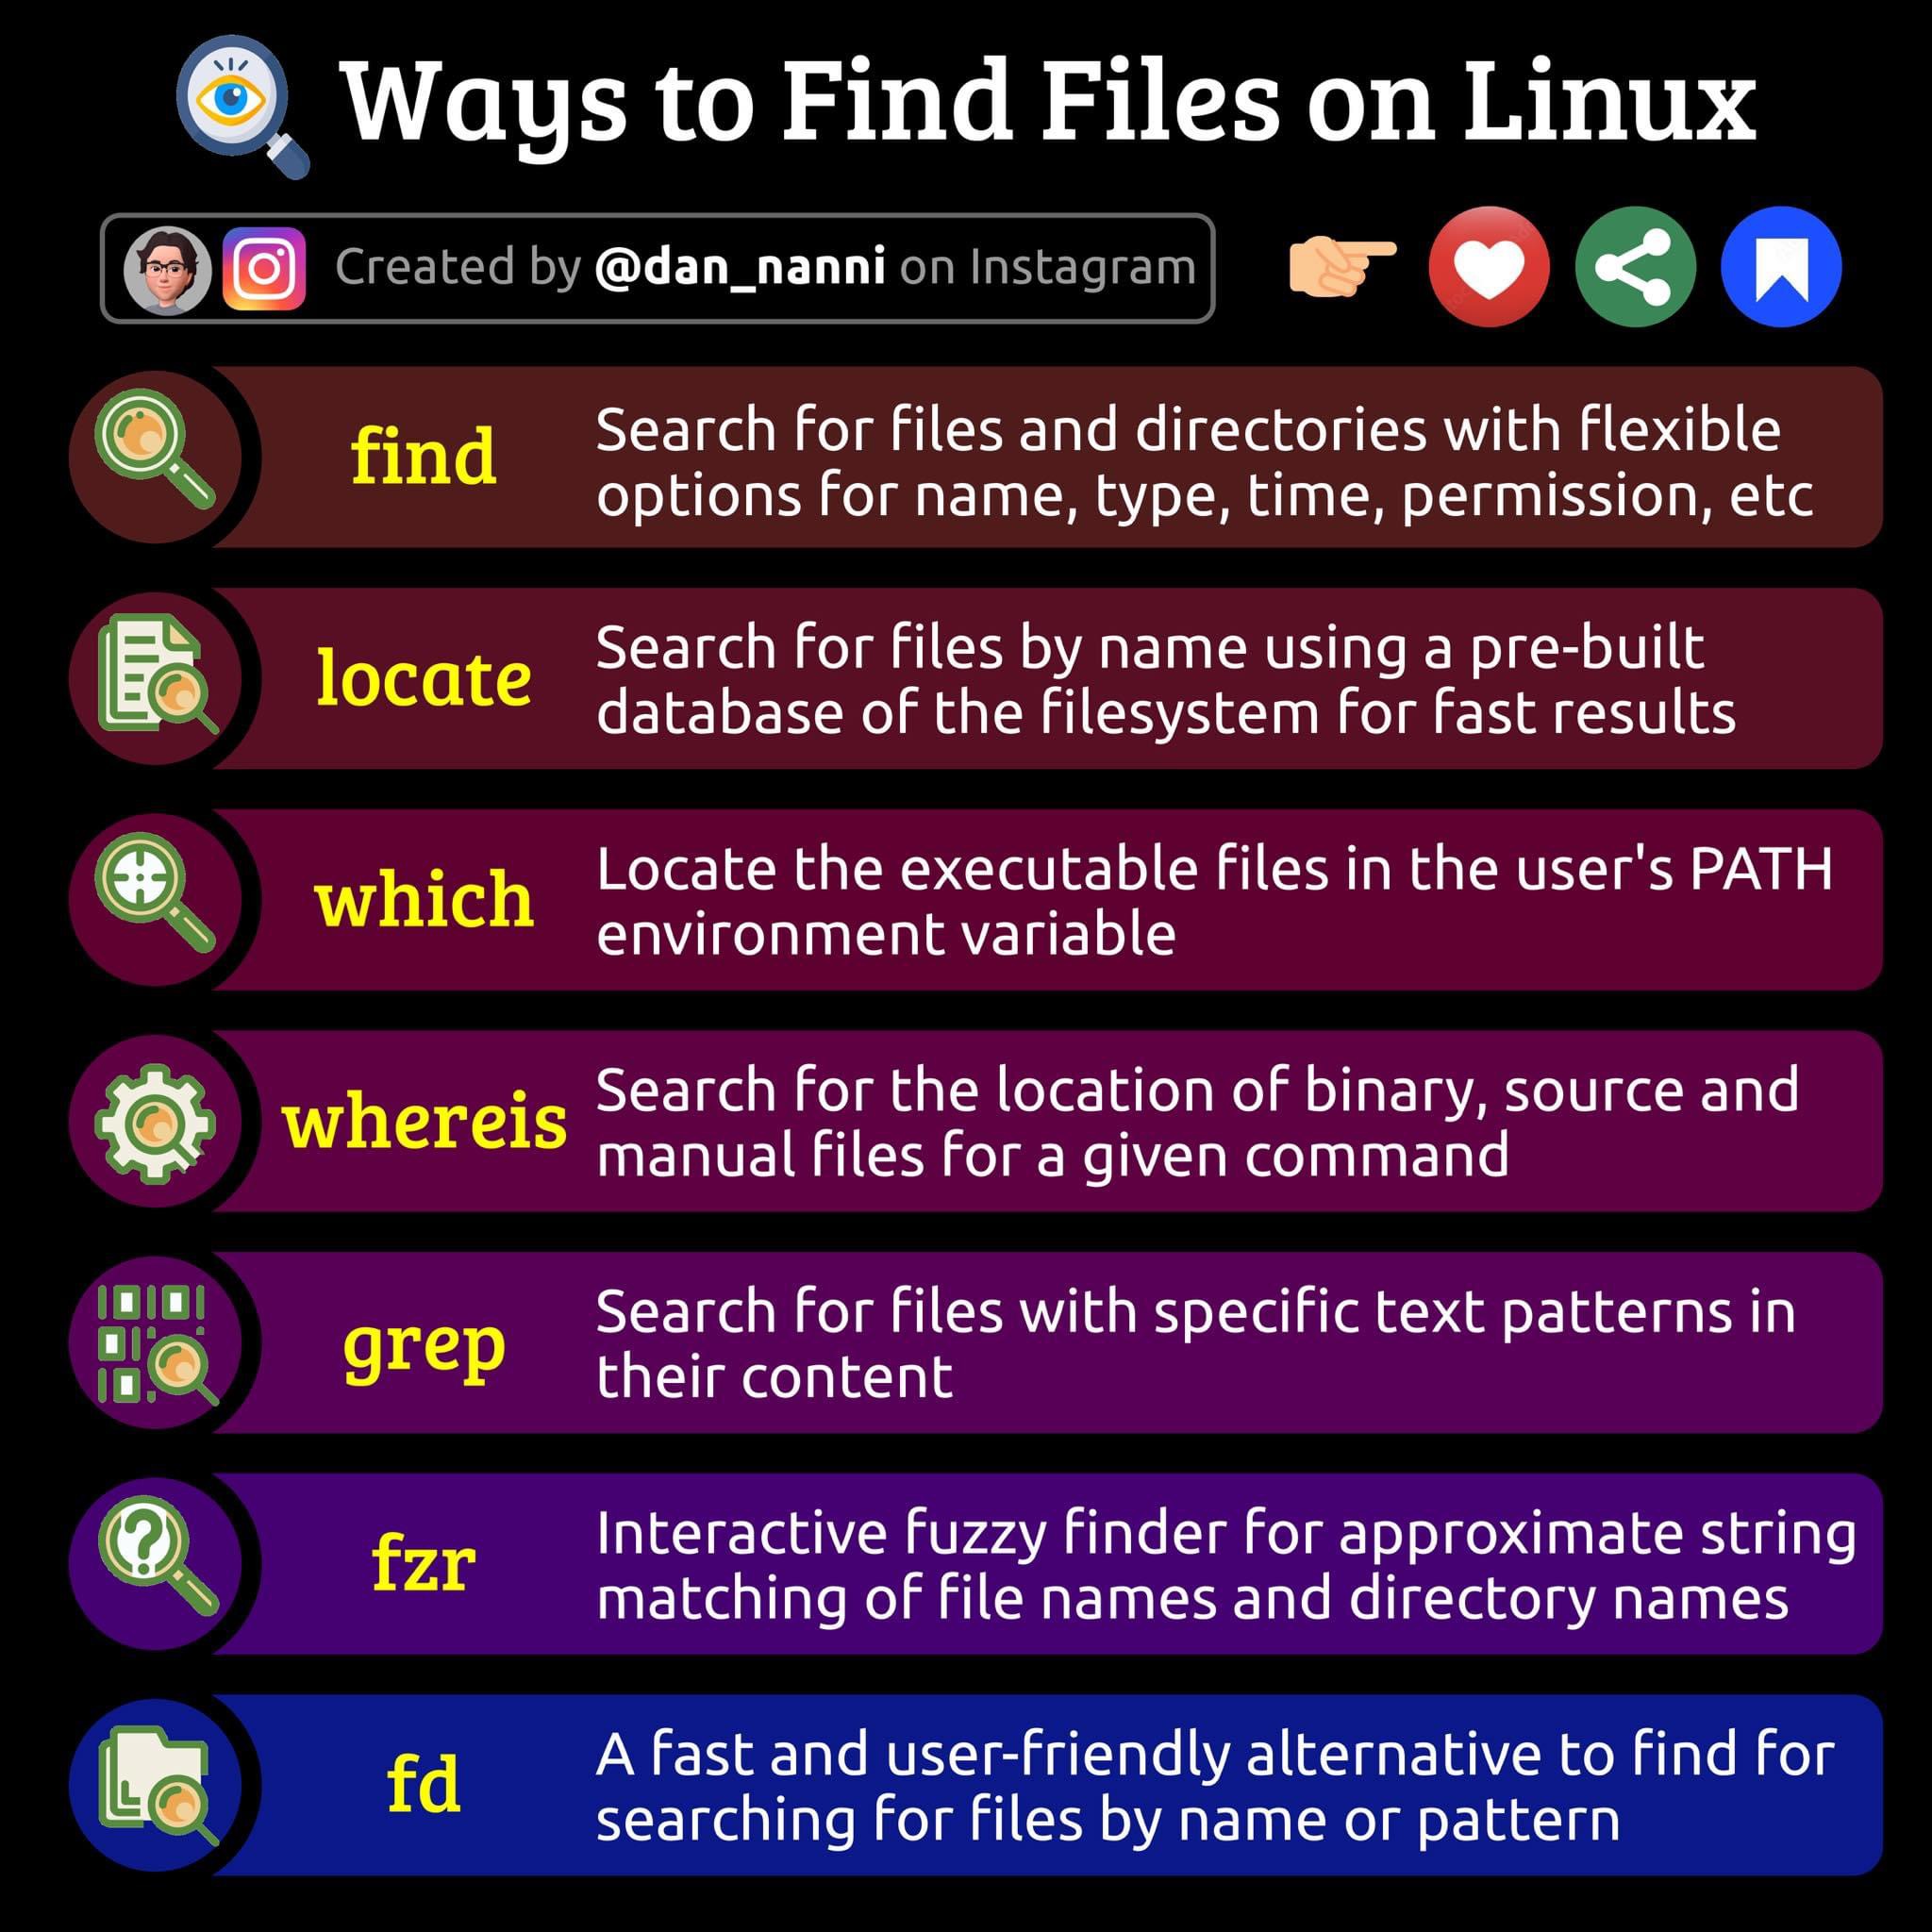 Ways to Find Files on Linux
Created by @dan_nanni on Instagram
find
Search for files and directories with flexible
options for name, type, time, permission, etc
locate
Search for files by name using a pre-built
database of the filesystem for fast results
which
Locate the executable files in the user's PATH
environment variable
whereis
Search for the location of binary, source and
manual files for a given command
grep
Search for files with specific text patterns in
their content
fzr
Interactive fuzzy finder for approximate string
matching of file names and directory names
fd
A fast and user-friendly alternative to find for
searching for files by name or pattern